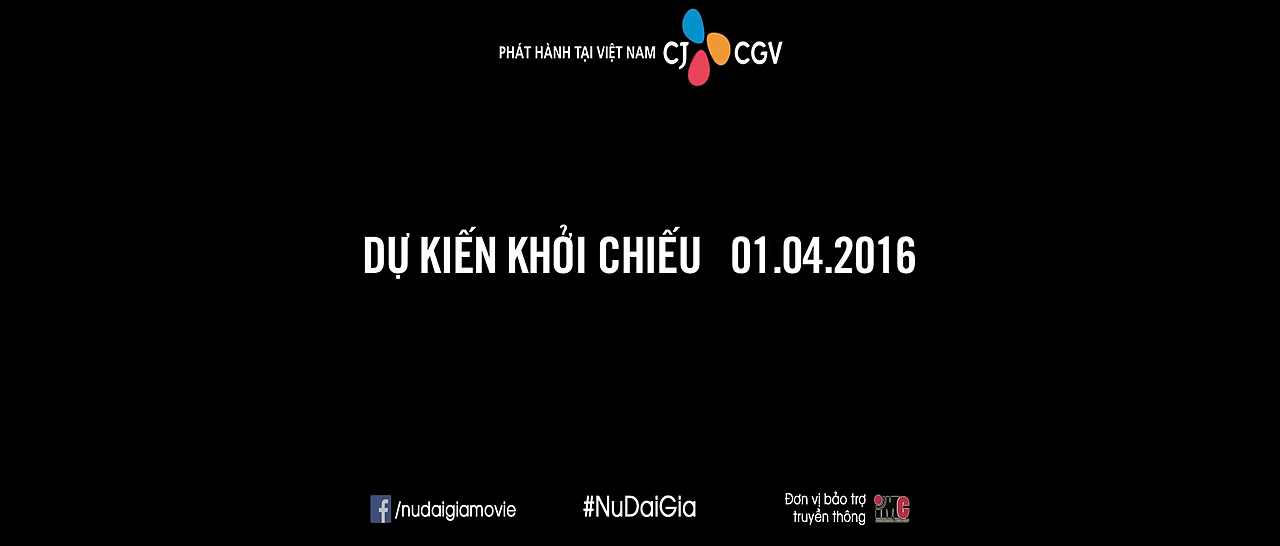 PHÁT HÀNH TẠI VIỆT NAM CJ CGV
DỰ KIẾN KHỞI CHIẾU 01.04.2016
f /nudaigiamovie
#NuDaiGia
Đơn vị bảo trợ
truyền thông iMC